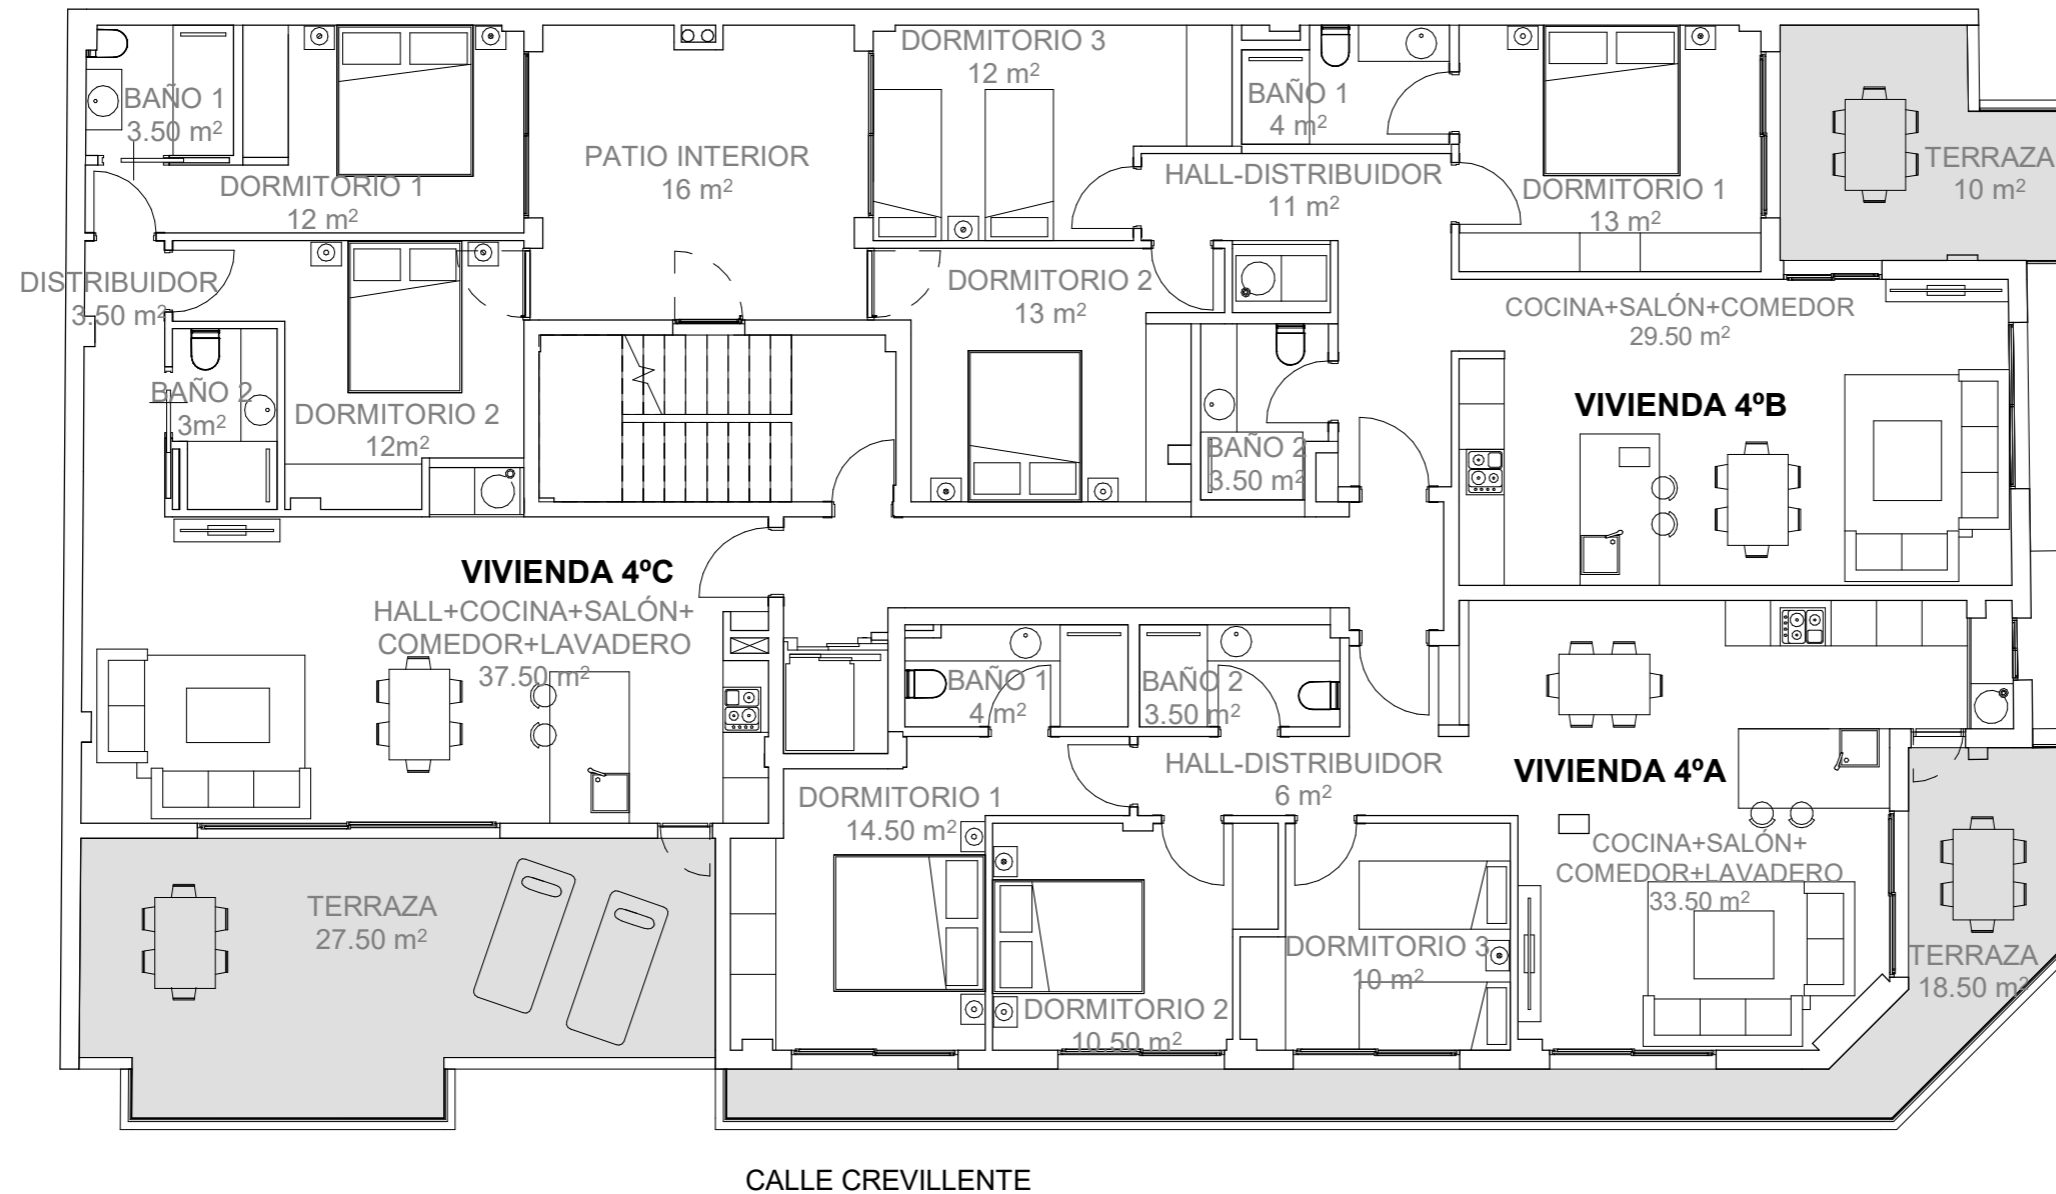 BAÑO 1
3.50 m²
DORMITORIO 1
12 m²
PATIO INTERIOR
16 m²
DORMITORIO 3
12 m²
BAÑO 1
4 m²
HALL-DISTRIBUIDOR
11 m²
DORMITORIO 1
13 m²
TERRAZA
10 m²
DISTRIBUIDOR
3.50 m²
DORMITORIO 2
13 m²
COCINA+SALÓN+COMEDOR
29.50 m²
BAÑO 2
3m²
DORMITORIO 2
12m²
BAÑO 2
3.50 m²
VIVIENDA 4ºB
VIVIENDA 4ºC
HALL+COCINA+SALÓN+
COMEDOR+LAVADERO
37.50 m²
BAÑO 1
4 m²
BAÑO 2
3.50 m²
HALL-DISTRIBUIDOR
6 m²
VIVIENDA 4ºA
DORMITORIO 1
14.50 m²
COCINA+SALÓN+
COMEDOR+LAVADERO
33.50 m²
TERRAZA
27.50 m²
DORMITORIO 3
10 m²
TERRAZA
18.50 m²
DORMITORIO 2
10.50 m²
CALLE CREVILLENTE